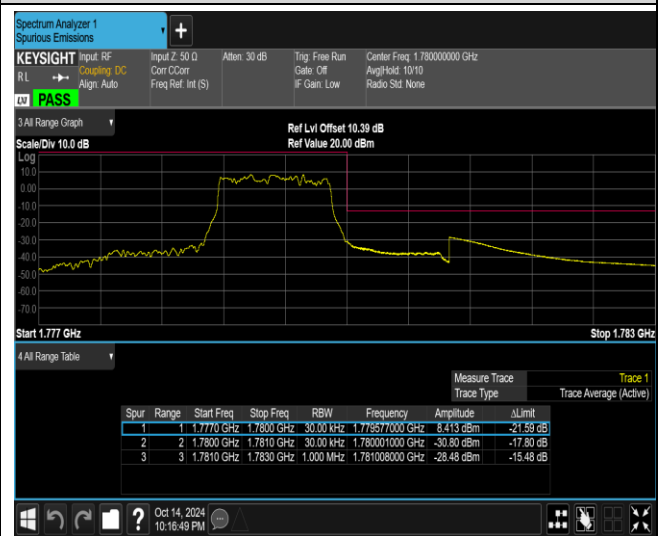 Spectrum Analyzer 1
Spurious Emissions
+
KEYSIGHT Input: RF Input Z: 50 Ω Atten: 30 dB Trig: Free Run Center Freq: 1.780000000 GHz
RL Coupling: DC Corr CCorr Gate: Off Avg|Hold: 10/10
Align: Auto Freq Ref: Int (S) IF Gain: Low Radio Std: None
LXI PASS
3 All Range Graph
Ref Lvl Offset 10.39 dB
Scale/Div 10.0 dB Ref Value 20.00 dBm
Log
10.0
0.00
-10.0
-20.0
-30.0
-40.0
-50.0
-60.0
-70.0
Start 1.777 GHz Stop 1.783 GHz
4 All Range Table
Measure Trace Trace 1
Trace Type Trace Average (Active)
Spur Range Start Freq Stop Freq RBW Frequency Amplitude ΔLimit
1 1 1.7770 GHz 1.7800 GHz 30.00 kHz 1.779577000 GHz 8.413 dBm -21.59 dB
2 2 1.7800 GHz 1.7810 GHz 30.00 kHz 1.780001000 GHz -30.80 dBm -17.80 dB
3 3 1.7810 GHz 1.7830 GHz 1.000 MHz 1.781008000 GHz -28.48 dBm -15.48 dB
? Oct 14, 2024
10:16:49 PM